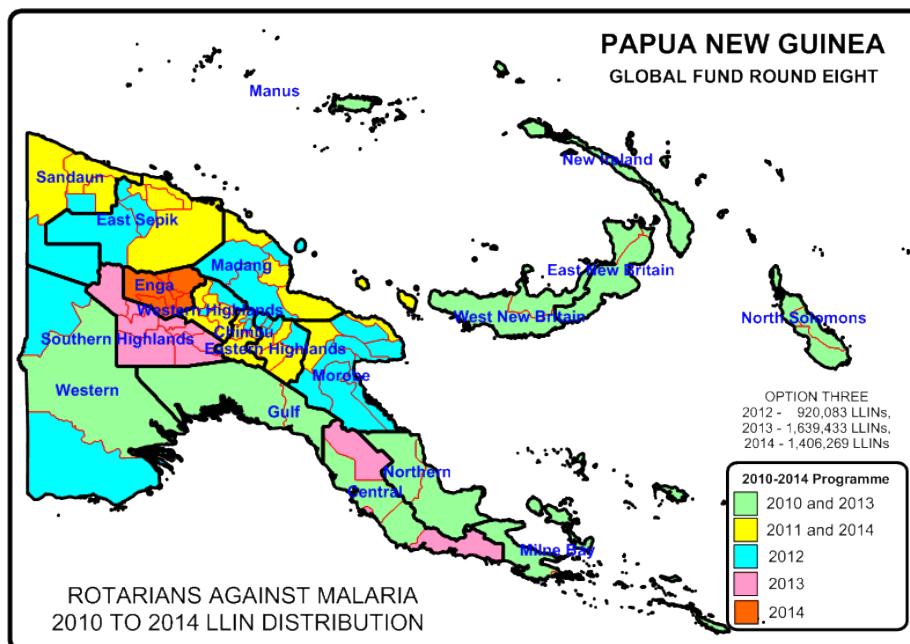 PAPUA NEW GUINEA
GLOBAL FUND ROUND EIGHT
Manus
New Ireland
Sandaun
East Sepik
Madang
East New Britain
Enga
Western Highlands
West New Britain
North Solomons
Chimbu
Southern Highlands
Eastern Highlands
Morobe
Western
Gulf
OPTION THREE
2012 - 920,083 LLINs,
2013 - 1,639,433 LLINs,
2014 - 1,406,269 LLINs
Northern
Central
Milne Bay
2010-2014 Programme
2010 and 2013
2011 and 2014
2012
2013
2014
ROTARIANS AGAINST MALARIA
2010 TO 2014 LLIN DISTRIBUTION